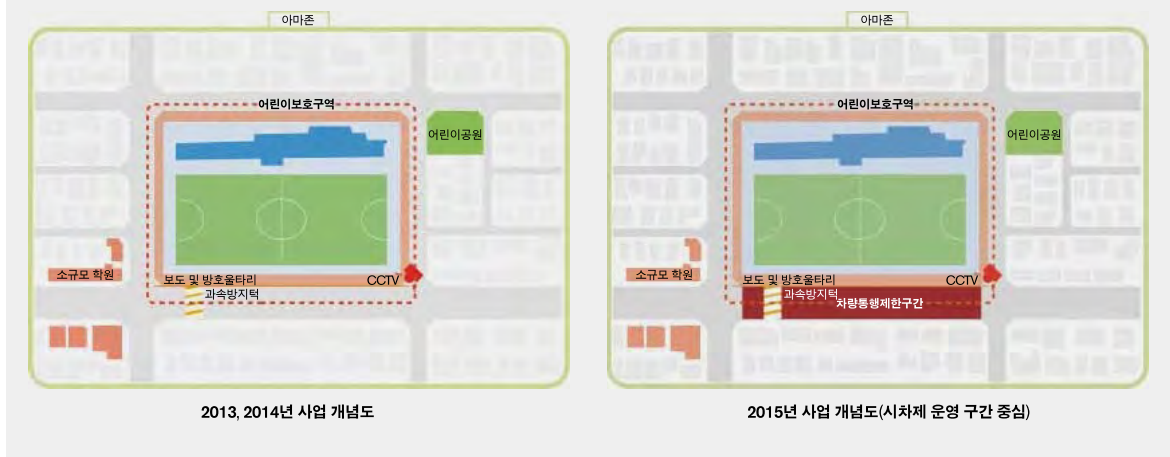 아마존
어린이보호구역
어린이공원
소규모 학원
보도 및 방호울타리
CCTV
과속방지턱
2013, 2014년 사업 개념도
아마존
어린이보호구역
어린이공원
소규모 학원
보도 및 방호울타리
CCTV
과속방지턱
차량통행제한구간
2015년 사업 개념도(시차제 운영 구간 중심)